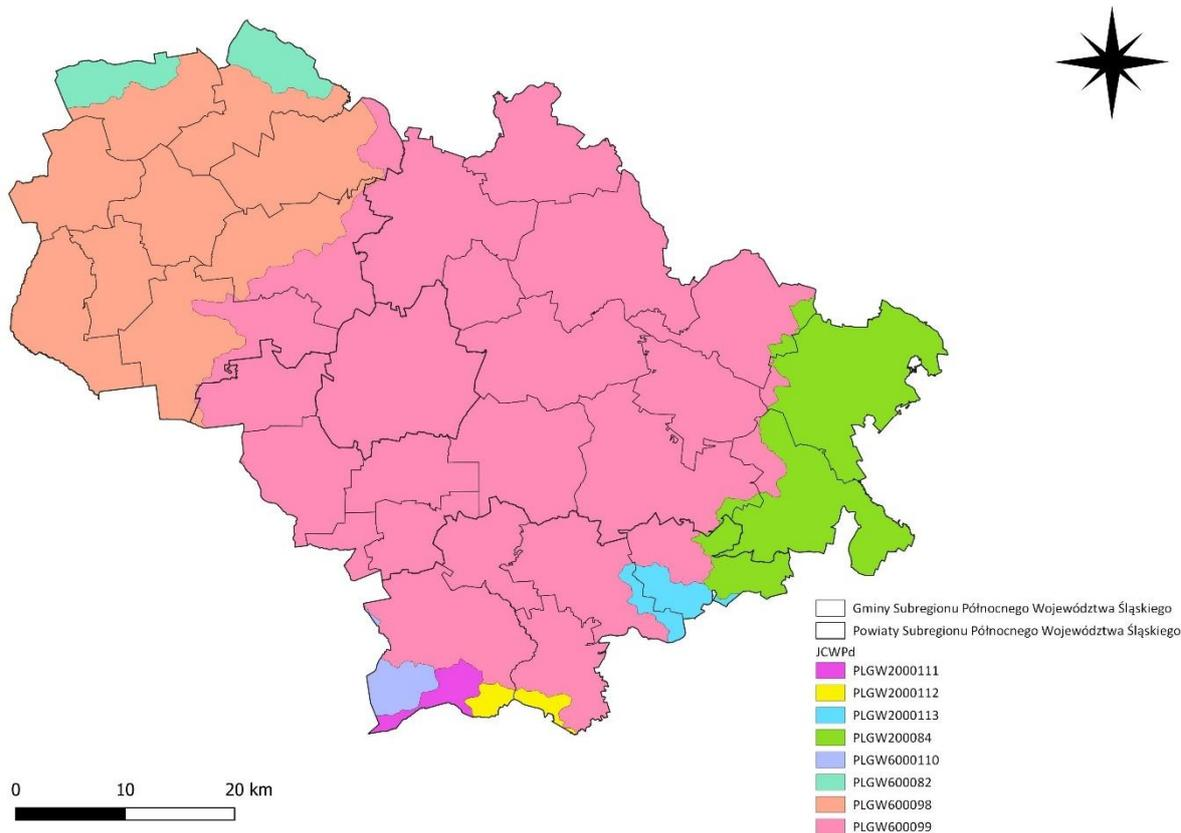 Gminy Subregionu Północnego Województwa Śląskiego
Powiaty Subregionu Północnego Województwa Śląskiego
JCWPd
PLGW2000111
PLGW2000112
PLGW2000113
PLGW200084
PLGW6000110
PLGW600082
PLGW600098
PLGW600099
0 10 20 km